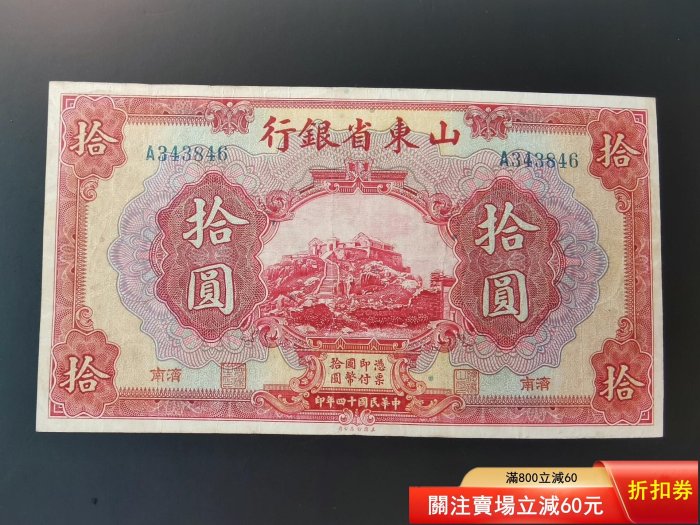 山東省銀行
拾
拾
A343846
A343846
拾圓
拾圓
憑票
即付
國幣
拾圓
濟南
濟南
拾
拾
中華民國十四年印
滿800立減60
關注賣場立減60元
折扣券